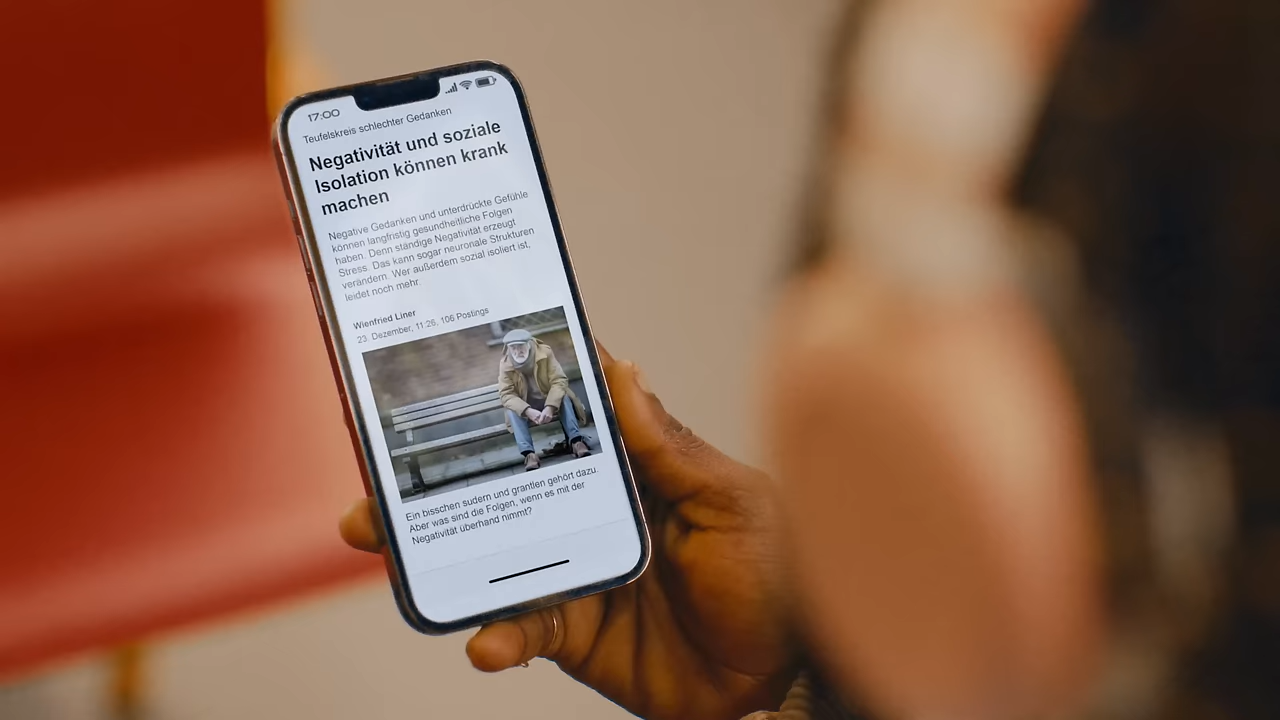 17:00
Teufelskreis schlechter Gedanken
Negativität und soziale
Isolation können krank
machen
Negative Gedanken und unterdrückte Gefühle
können langfristig gesundheitliche Folgen
haben. Denn ständige Negativität erzeugt
Stress. Das kann sogar neuronale Strukturen
verändern. Wer außerdem sozial isoliert ist,
leidet noch mehr.
Wienfried Liner
23. Dezember, 11:26, 106 Postings
Ein bisschen sudern und grantlen gehört dazu.
Aber was sind die Folgen, wenn es mit der
Negativität überhand nimmt?